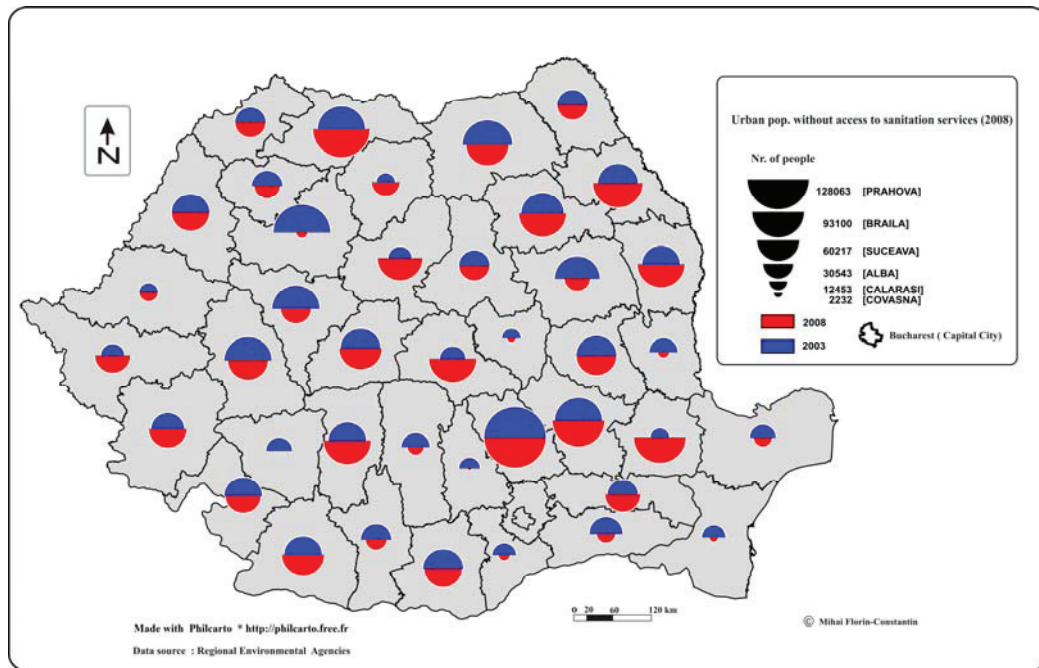 N
Urban pop. without access to sanitation services (2008)
Nr. of people
128063 [PRAHOVA]
93100 [BRAILA]
60217 [SUCEAVA]
30543 [ALBA]
12453 [CALARASI]
2232 [COVASNA]
2008
2003
Bucharest ( Capital City)
0 20 60 120 km
Made with Philcarto * http://philcarto.free.fr
© Mihai Florin-Constantin
Data source : Regional Environmental Agencies